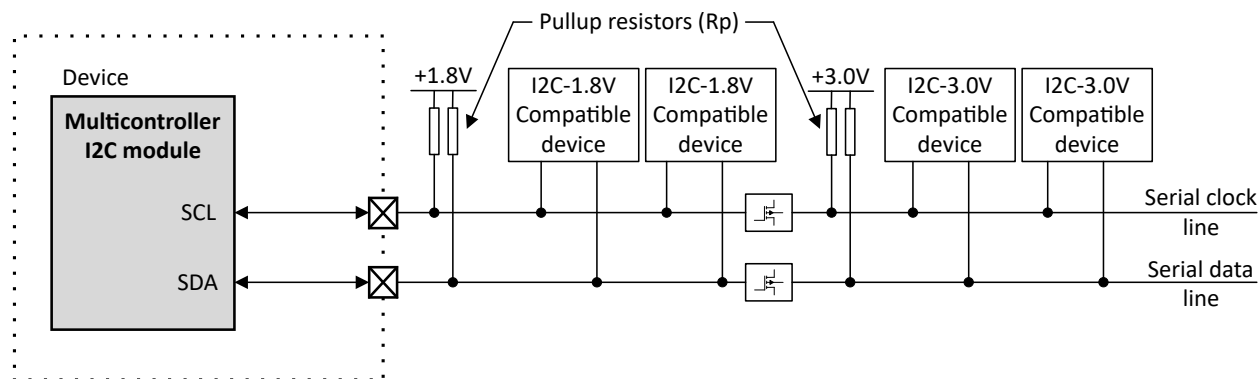 Pullup resistors (Rp)
Device
Multicontroller
I2C module
SCL
SDA
+1.8V
I2C-1.8V
Compatible
device
I2C-1.8V
Compatible
device
+3.0V
I2C-3.0V
Compatible
device
I2C-3.0V
Compatible
device
Serial clock
line
Serial data
line